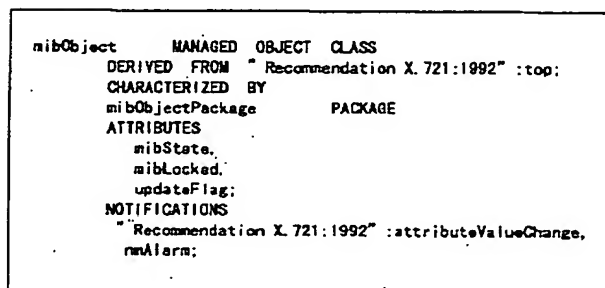 mibObject MANAGED OBJECT CLASS
DERIVED FROM "Recommendation X.721:1992" :top;
CHARACTERIZED BY
mibObjectPackage PACKAGE
ATTRIBUTES
mibState,
mibLocked,
updateFlag;
NOTIFICATIONS
"Recommendation X.721:1992" :attributeValueChange,
nmAlarm;